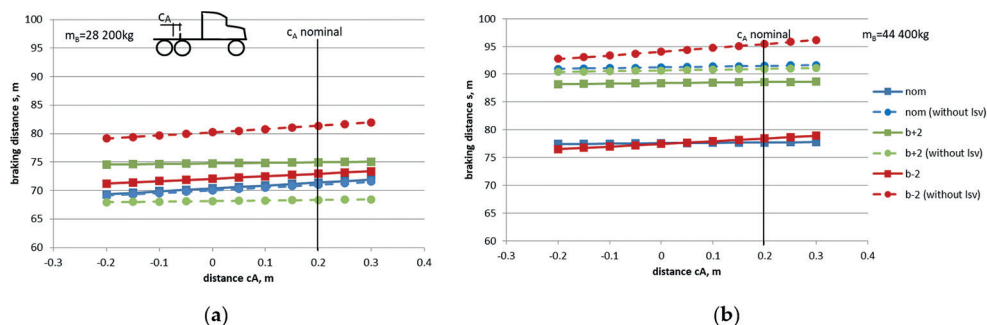 100
95
90
85
80
75
70
65
60
braking distance s, m
m_B=28 200kg
c_A
c_A nominal
-0.3 -0.2 -0.1 0 0.1 0.2 0.3 0.4
distance cA, m
(a)
100
95
90
85
80
75
70
65
60
braking distance s, m
c_A nominal
m_B=44 400kg
-0.3 -0.2 -0.1 0 0.1 0.2 0.3 0.4
distance cA, m
nom
nom (without lsv)
b+2
b+2 (without lsv)
b-2
b-2 (without lsv)
(b)